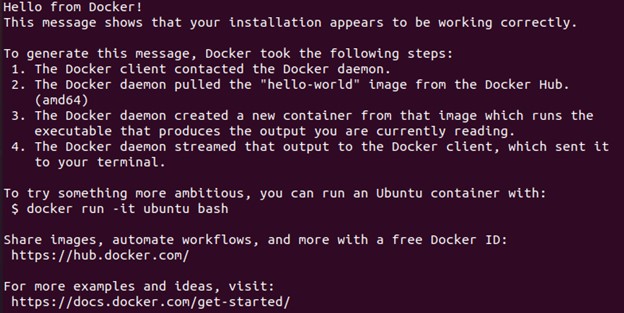 Hello from Docker!
This message shows that your installation appears to be working correctly.

To generate this message, Docker took the following steps:
 1. The Docker client contacted the Docker daemon.
 2. The Docker daemon pulled the "hello-world" image from the Docker Hub.
    (amd64)
 3. The Docker daemon created a new container from that image which runs the
    executable that produces the output you are currently reading.
 4. The Docker daemon streamed that output to the Docker client, which sent it
    to your terminal.

To try something more ambitious, you can run an Ubuntu container with:
 $ docker run -it ubuntu bash

Share images, automate workflows, and more with a free Docker ID:
 https://hub.docker.com/

For more examples and ideas, visit:
 https://docs.docker.com/get-started/